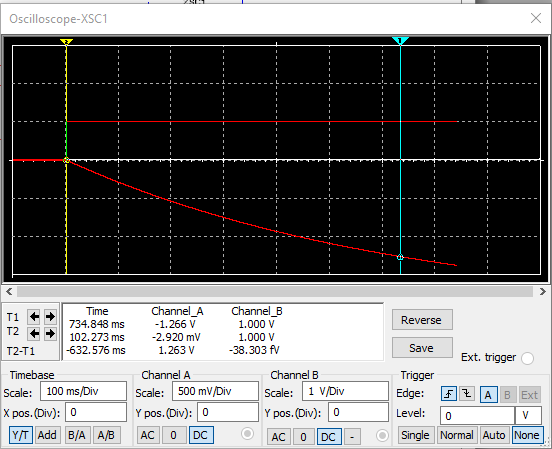 Oscilloscope-XSC1
2
1
T1
T2
T2-T1
Time Channel_A Channel_B
734.848 ms -1.266 V 1.000 V
102.273 ms -2.920 mV 1.000 V
-632.576 ms 1.263 V -38.303 fV
Reverse
Save
Ext. trigger
Timebase
Scale: 100 ms/Div
X pos.(Div): 0
Y/T Add B/A A/B
Channel A
Scale: 500 mV/Div
Y pos.(Div): 0
AC 0 DC
Channel B
Scale: 1 V/Div
Y pos.(Div): 0
AC 0 DC -
Trigger
Edge: A B Ext
Level: 0 V
Single Normal Auto None